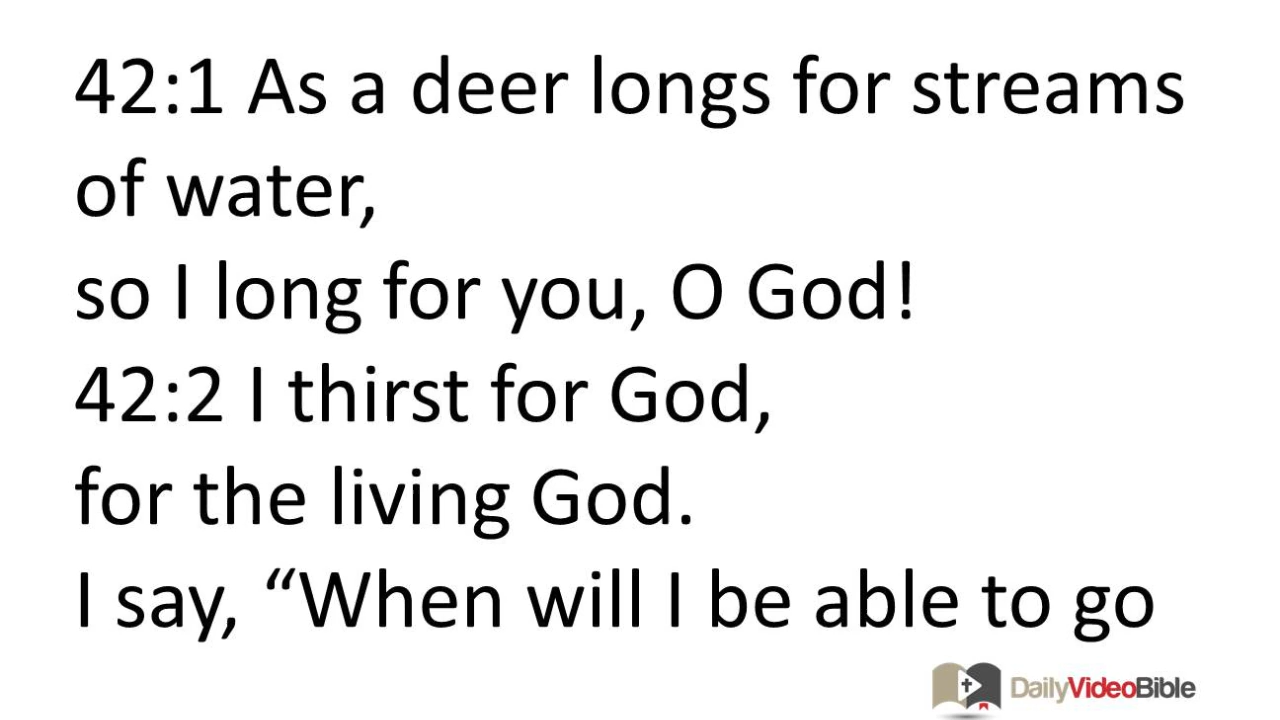 42:1 As a deer longs for streams
of water,
so I long for you, O God!
42:2 I thirst for God,
for the living God.
I say, “When will I be able to go
DailyVideoBible